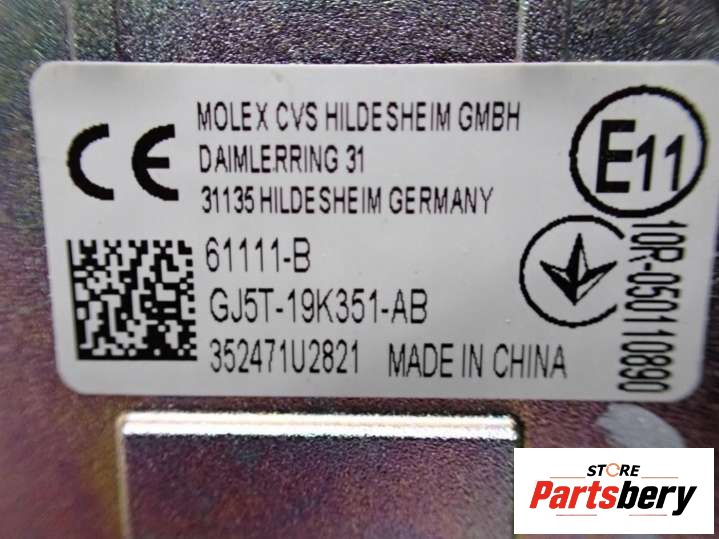 CE
MOLEX CVS HILDESHEIM GMBH
DAIMLERRING 31
31135 HILDESHEIM GERMANY
E11
10R-050110890
61111-B
GJ5T-19K351-AB
352471U2821 MADE IN CHINA
STORE
Partsbery